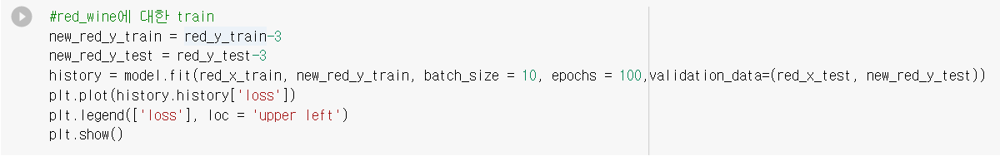 #red_wine에 대한 train
new_red_y_train = red_y_train-3
new_red_y_test = red_y_test-3
history = model.fit(red_x_train, new_red_y_train, batch_size = 10, epochs = 100,validation_data=(red_x_test, new_red_y_test))
plt.plot(history.history['loss'])
plt.legend(['loss'], loc = 'upper left')
plt.show()